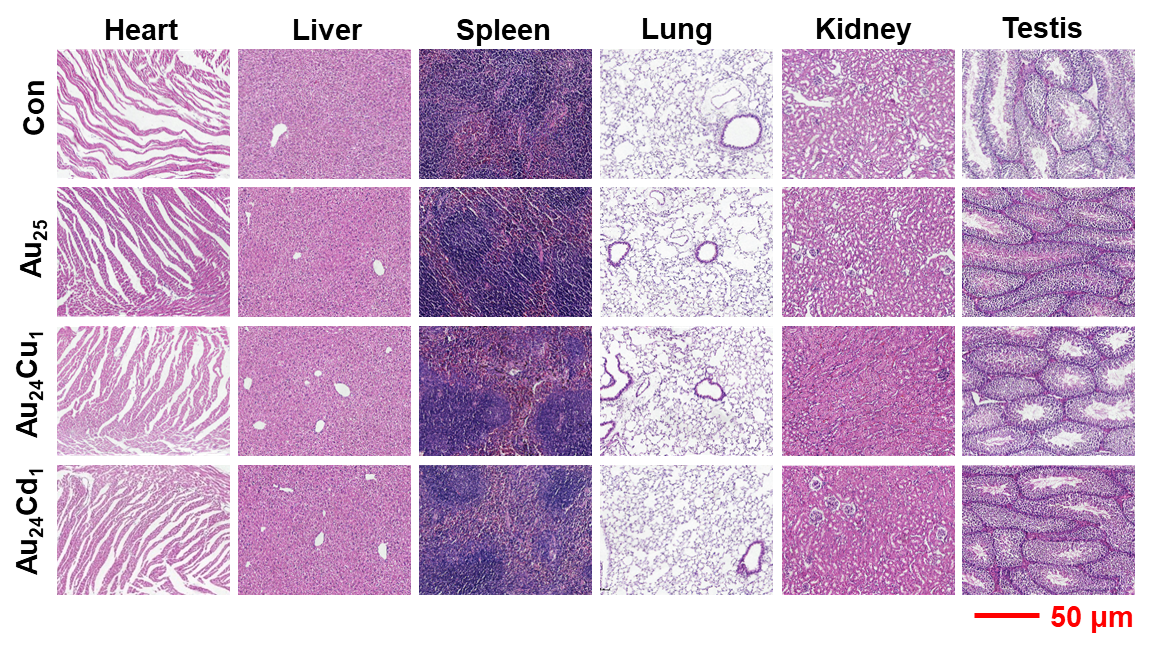 Heart Liver Spleen Lung Kidney Testis
Con
Au₂₅
Au₂₄Cu₁
Au₂₄Cd₁
50 μm